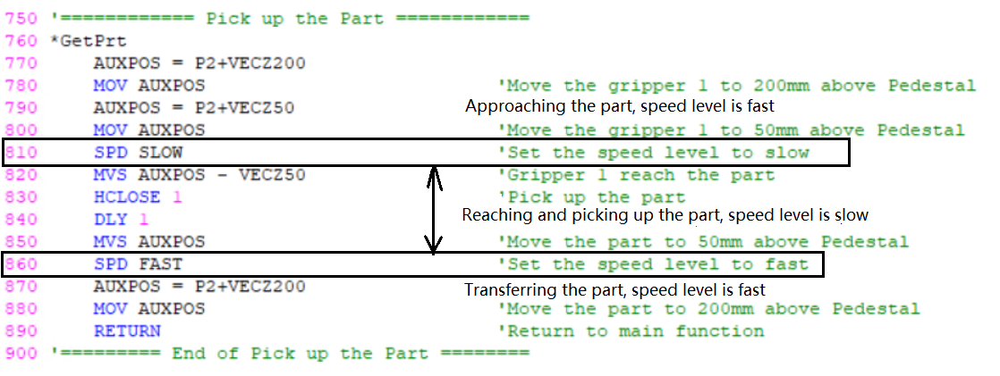 750 '============ Pick up the Part ============
760 *GetPrt
770 AUXPOS = P2+VECZ200
780 MOV AUXPOS 'Move the gripper 1 to 200mm above Pedestal
790 AUXPOS = P2+VECZ50 Approaching the part, speed level is fast
800 MOV AUXPOS 'Move the gripper 1 to 50mm above Pedestal
810 SPD SLOW 'Set the speed level to slow
820 MVS AUXPOS - VECZ50 'Gripper 1 reach the part
830 HCLOSE 1 'Pick up the part
840 DLY 1 Reaching and picking up the part, speed level is slow
850 MVS AUXPOS 'Move the part to 50mm above Pedestal
860 SPD FAST 'Set the speed level to fast
870 AUXPOS = P2+VECZ200 Transferring the part, speed level is fast
880 MOV AUXPOS 'Move the part to 200mm above Pedestal
890 RETURN 'Return to main function
900 '========= End of Pick up the Part ========